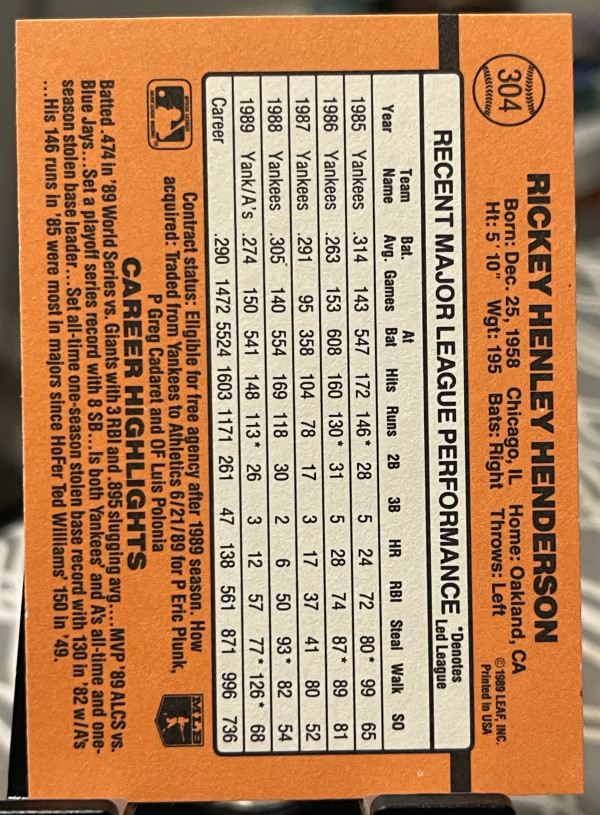 304
RICKEY HENLEY HENDERSON
Born: Dec. 25, 1958 Chicago, IL Home: Oakland, CA
Ht: 5' 10" Wgt: 195 Bats: Right Throws: Left
©1989 LEAF, INC.
Printed in USA
RECENT MAJOR LEAGUE PERFORMANCE *Denotes Led League
Year Team Name Bat. Avg. Games At Bat Hits Runs 2B 3B HR RBI Steal Walk SO
1985 Yankees .314 143 547 172 146* 28 5 24 72 80* 99 65
1986 Yankees .263 153 608 160 130* 31 5 28 74 87* 89 81
1987 Yankees .291 95 358 104 78 17 3 17 37 41 80 52
1988 Yankees .305 140 554 169 118 30 2 6 50 93* 82 54
1989 Yank/A's .274 150 541 148 113* 26 3 12 57 77* 126* 68
Career .290 1472 5524 1603 1171 261 47 138 561 871 996 736
Contract status: Eligible for free agency after 1989 season. How
acquired: Traded from Yankees to Athletics 6/21/89 for P Eric Plunk,
P Greg Cadaret and OF Luis Polonia
MLB
CAREER HIGHLIGHTS
Batted .474 in '89 World Series vs. Giants with 3 RBI and .895 slugging avg....MVP '89 ALCS vs.
Blue Jays...Set a playoff series record with 8 SB...Is both Yankees' and A's all-time and one-
season stolen base leader...Set all-time one-season stolen base record with 130 in '82 w/A's
...His 146 runs in '85 were most in majors since HoFer Ted Williams' 150 in '49.